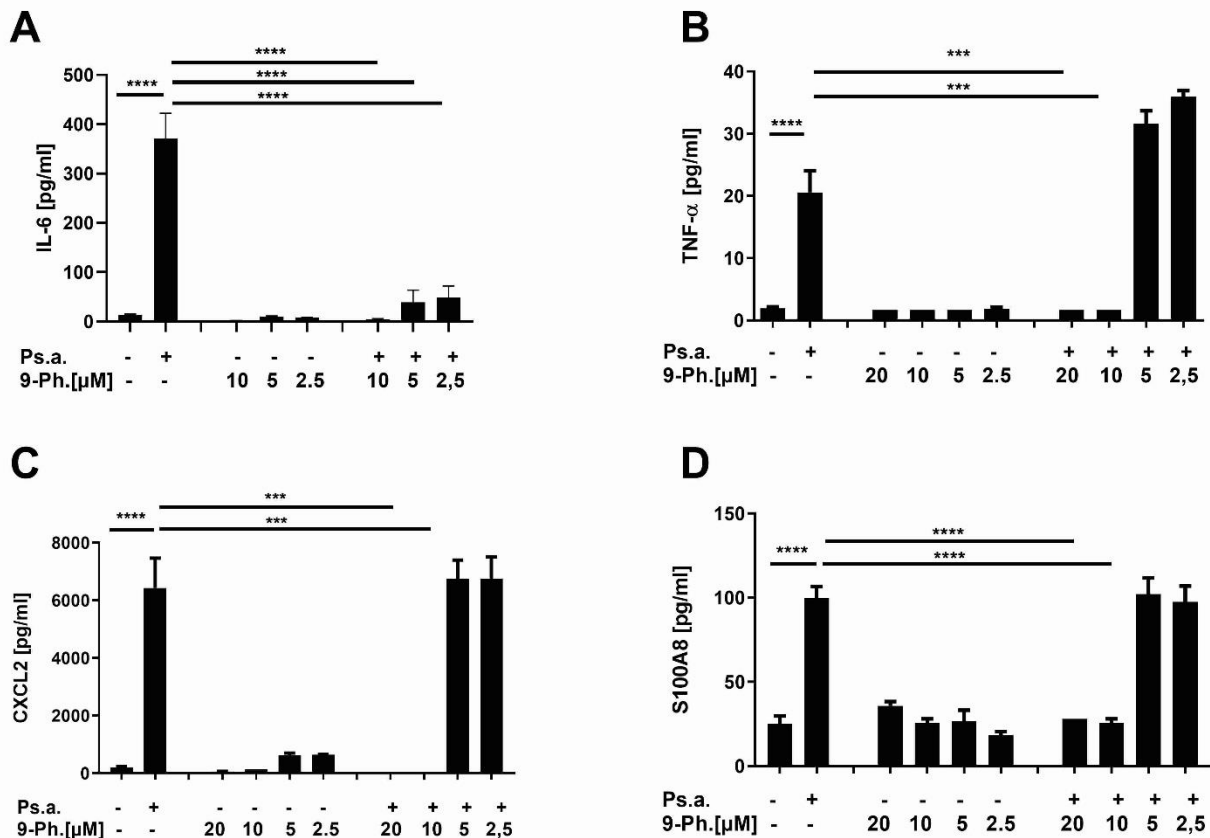 A
****
****
****
****
500
400
300
200
100
0
IL-6 [pg/ml]
Ps.a. - + - - - + + +
9-Ph.[µM] - - 10 5 2.5 10 5 2,5
B
***
***
****
40
30
20
10
0
TNF-α [pg/ml]
Ps.a. - + - - - - + + + +
9-Ph.[µM] - - 20 10 5 2.5 20 10 5 2,5
C
***
***
****
8000
6000
4000
2000
0
CXCL2 [pg/ml]
Ps.a. - + - - - - + + + +
9-Ph.[µM] - - 20 10 5 2.5 20 10 5 2,5
D
****
****
****
150
100
50
0
S100A8 [pg/ml]
Ps.a. - + - - - - + + + +
9-Ph.[µM] - - 20 10 5 2.5 20 10 5 2,5